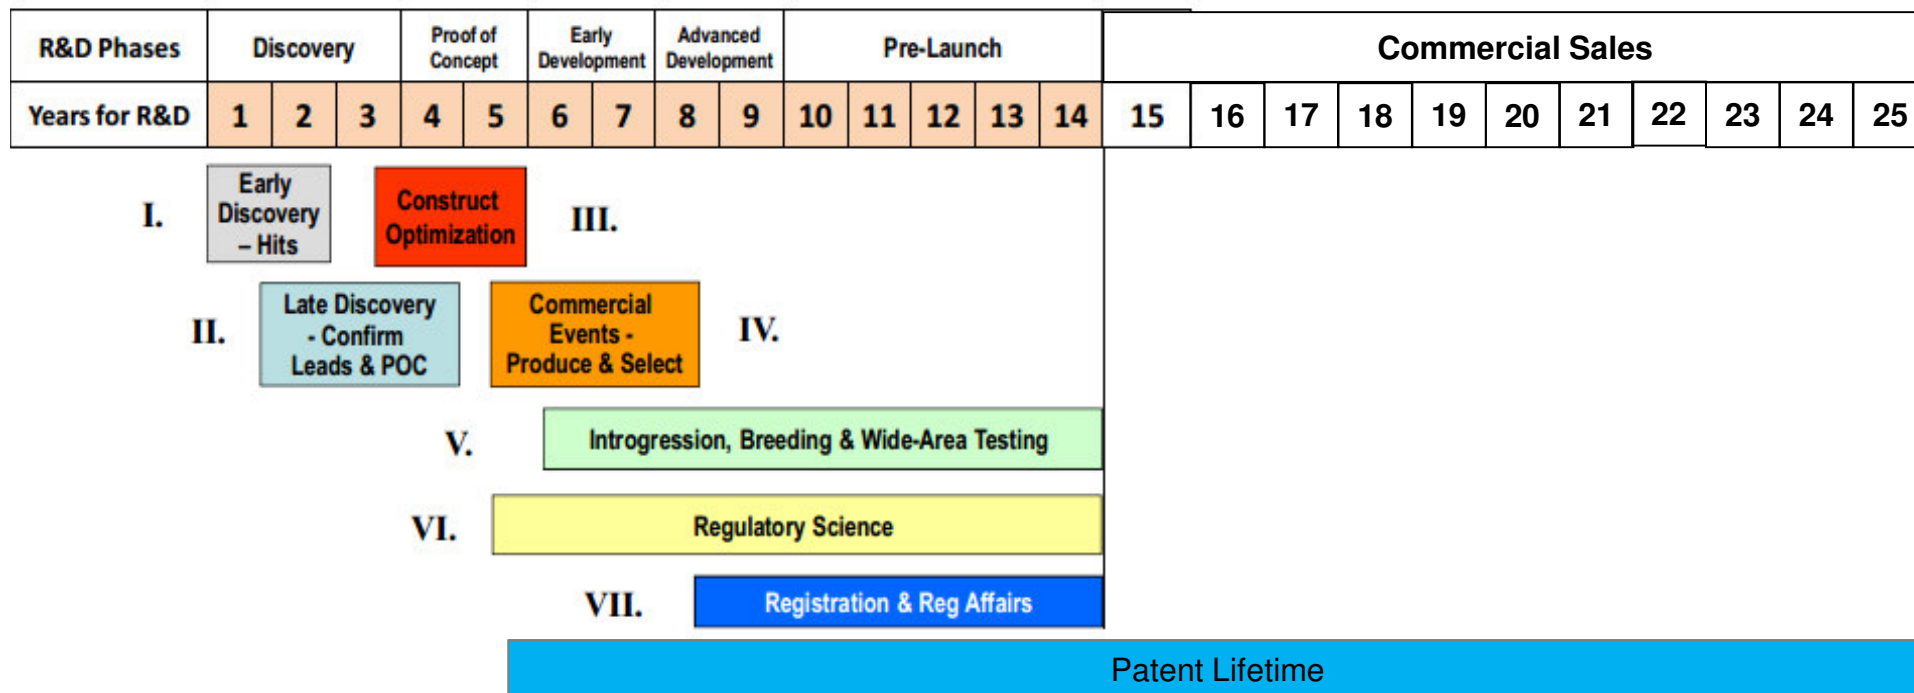 R&D Phases Discovery Proof of Concept Early Development Advanced Development Pre-Launch Commercial Sales
Years for R&D 1 2 3 4 5 6 7 8 9 10 11 12 13 14 15 16 17 18 19 20 21 22 23 24 25
I.
Early
Discovery
– Hits
Construct
Optimization
III.
II.
Late Discovery
- Confirm
Leads & POC
Commercial
Events -
Produce & Select
IV.
V.
Introgression, Breeding & Wide-Area Testing
VI.
Regulatory Science
VII.
Registration & Reg Affairs
Patent Lifetime